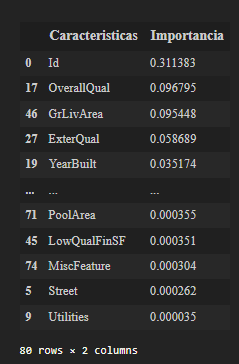 Caracteristicas Importancia
0 Id 0.311383
17 OverallQual 0.096795
46 GrLivArea 0.095448
27 ExterQual 0.058689
19 YearBuilt 0.035174
... ... ...
71 PoolArea 0.000355
45 LowQualFinSF 0.000351
74 MiscFeature 0.000304
5 Street 0.000262
9 Utilities 0.000035
80 rows × 2 columns